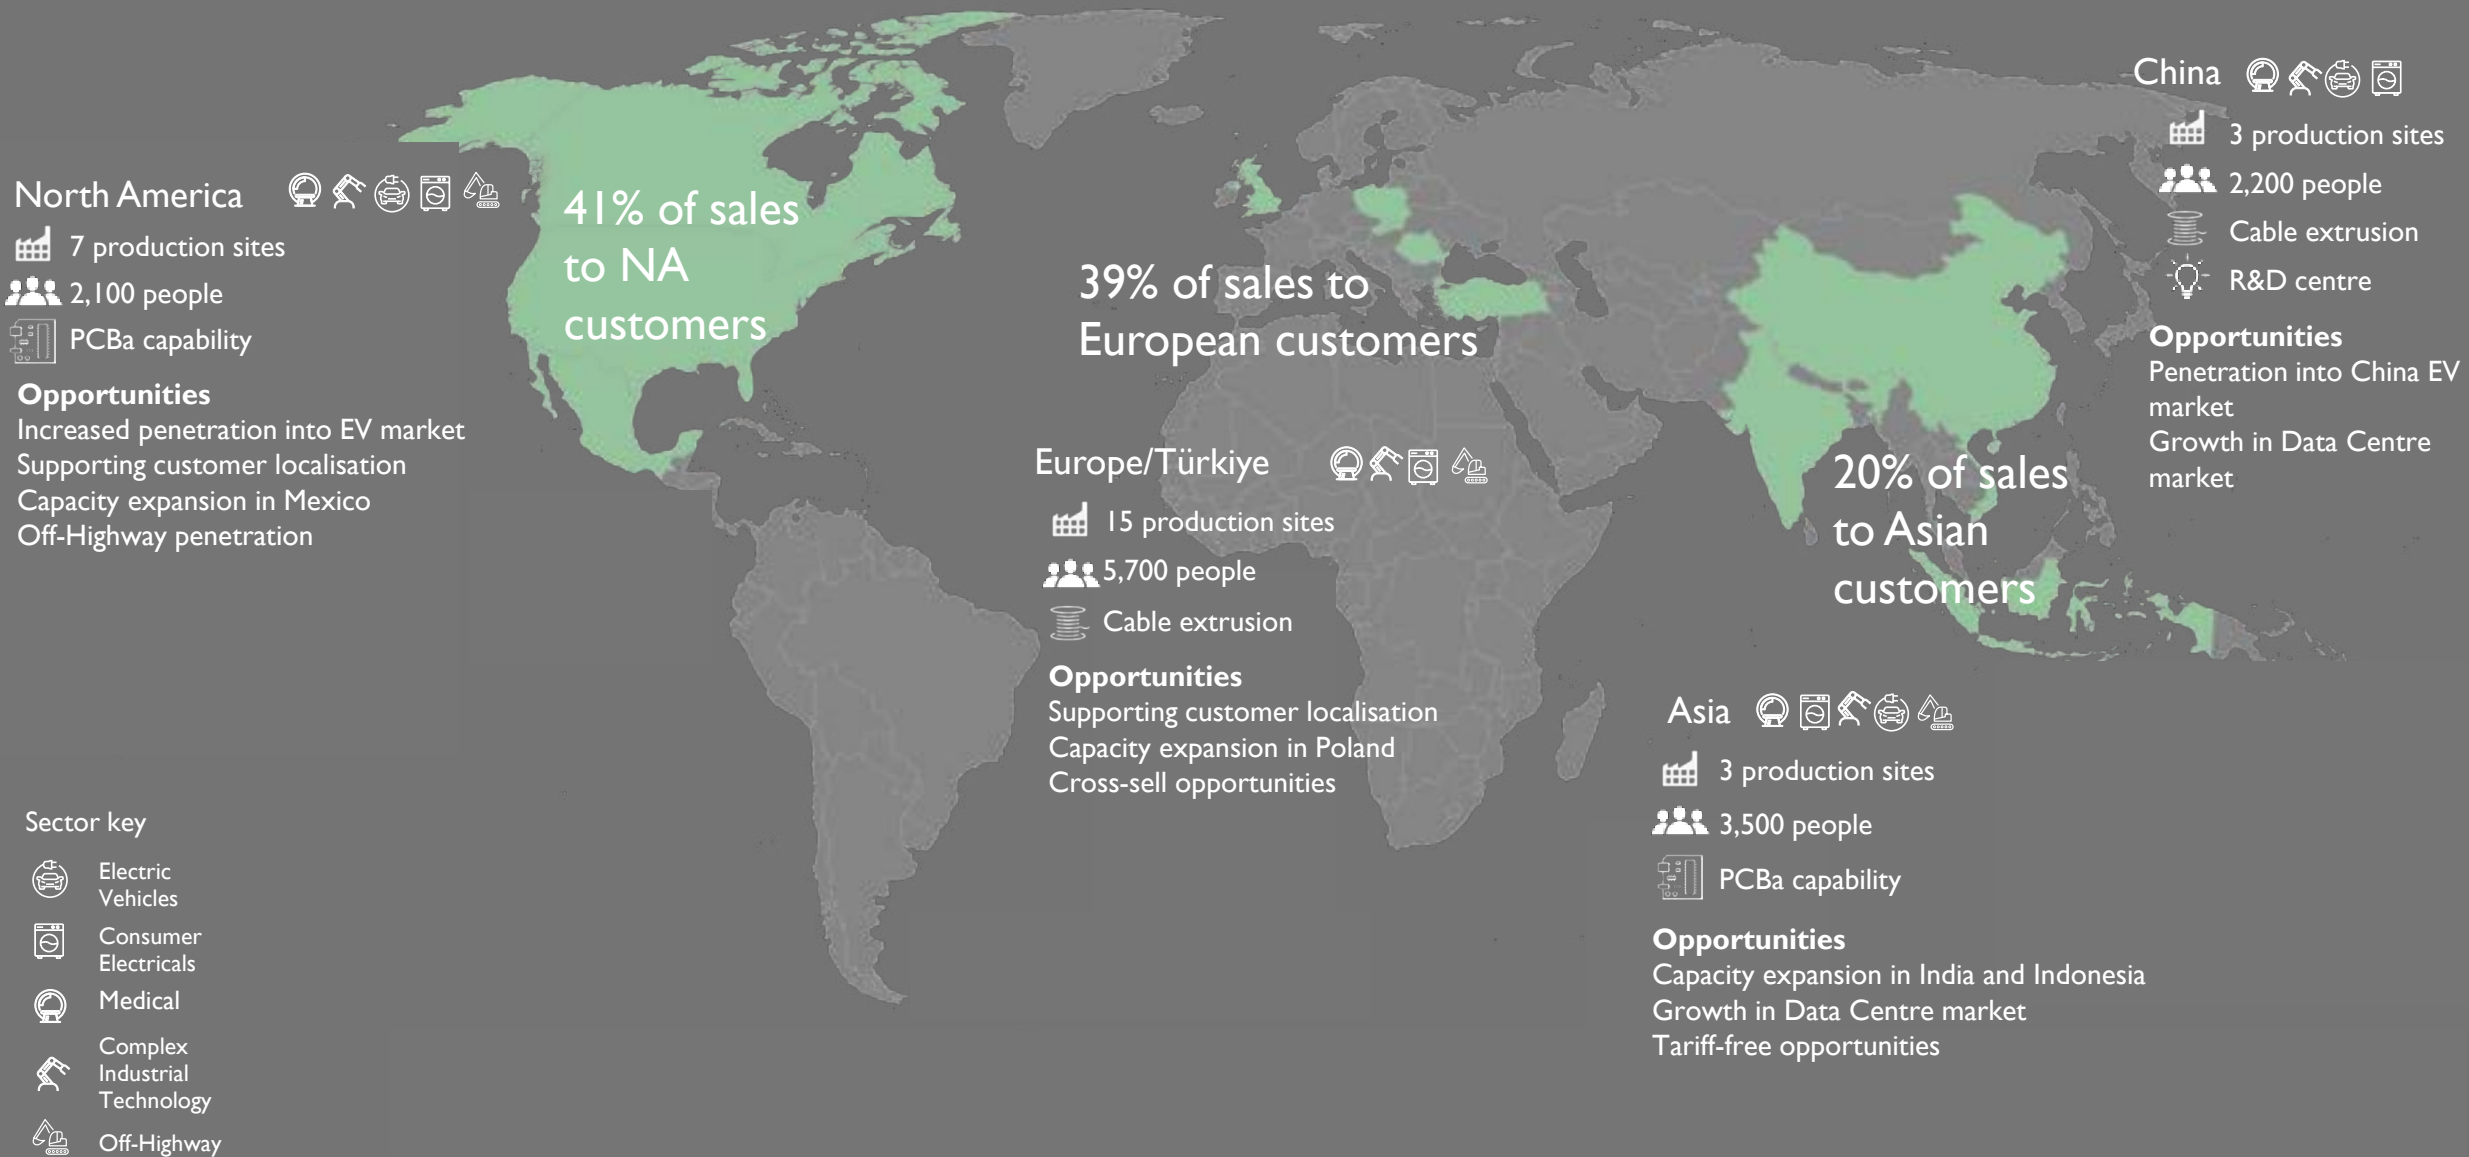 North America
7 production sites
2,100 people
PCBa capability
Opportunities
Increased penetration into EV market
Supporting customer localisation
Capacity expansion in Mexico
Off-Highway penetration
41% of sales
to NA
customers
39% of sales to
European customers
Europe/Türkiye
15 production sites
5,700 people
Cable extrusion
Opportunities
Supporting customer localisation
Capacity expansion in Poland
Cross-sell opportunities
China
3 production sites
2,200 people
Cable extrusion
R&D centre
Opportunities
Penetration into China EV
market
Growth in Data Centre
market
20% of sales
to Asian
customers
Asia
3 production sites
3,500 people
PCBa capability
Opportunities
Capacity expansion in India and Indonesia
Growth in Data Centre market
Tariff-free opportunities
Sector key
Electric
Vehicles
Consumer
Electricals
Medical
Complex
Industrial
Technology
Off-Highway